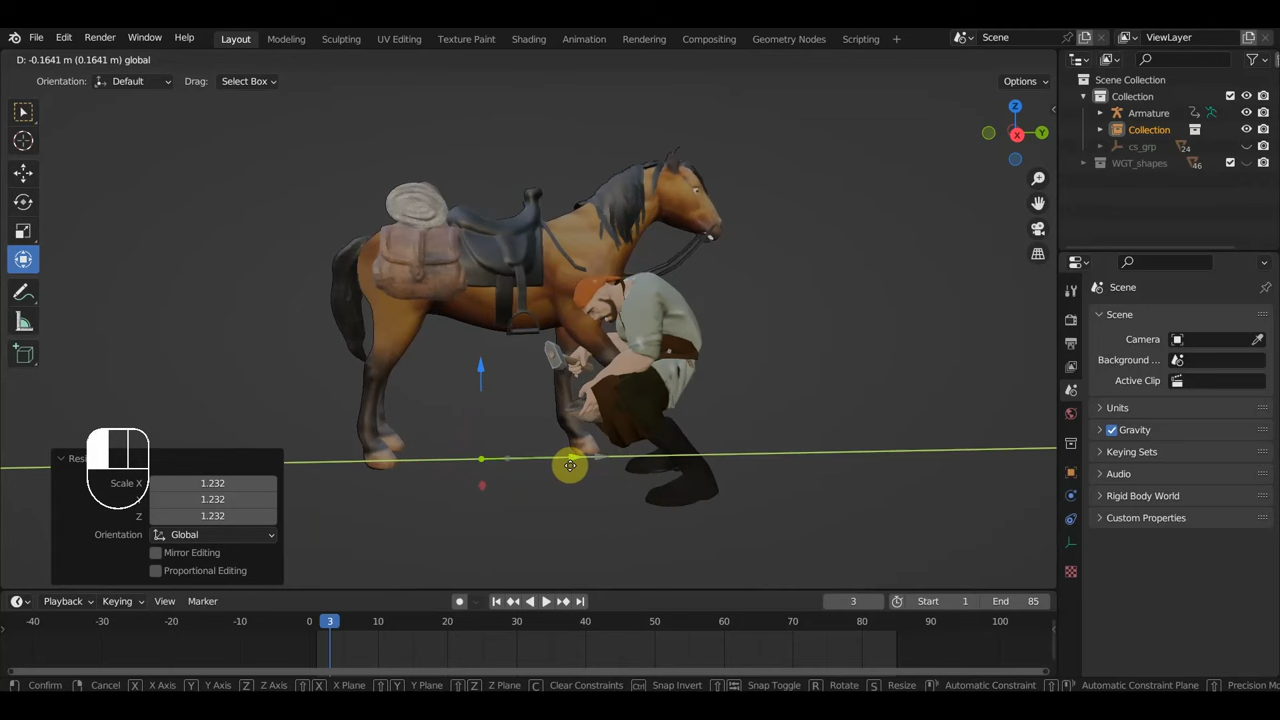 File Edit Render Window Help Layout Modeling Sculpting UV Editing Texture Paint Shading Animation Rendering Compositing Geometry Nodes Scripting + Scene ViewLayer
D: -0.1641 m (0.1641 m) global
Orientation: Default Drag: Select Box Options
Scene Collection
Collection
Armature
Collection
cs_grp 24
WGT_shapes 46
Z
Y
X
Scene
Scene
Camera
Background ...
Active Clip
Units
Gravity
Keying Sets
Audio
Rigid Body World
Custom Properties
Resi
Scale X 1.232
1.232
Z 1.232
Orientation Global
Mirror Editing
Proportional Editing
Playback Keying View Marker 3 Start 1 End 85
-40 -30 -20 -10 0 3 10 20 30 40 50 60 70 80 90 100
Confirm Cancel X X Axis Y Y Axis Z Z Axis X X Plane Y Y Plane Z Z Plane C Clear Constraints Ctrl Snap Invert Snap Toggle R Rotate S Resize Automatic Constraint Automatic Constraint Plane Precision Mo